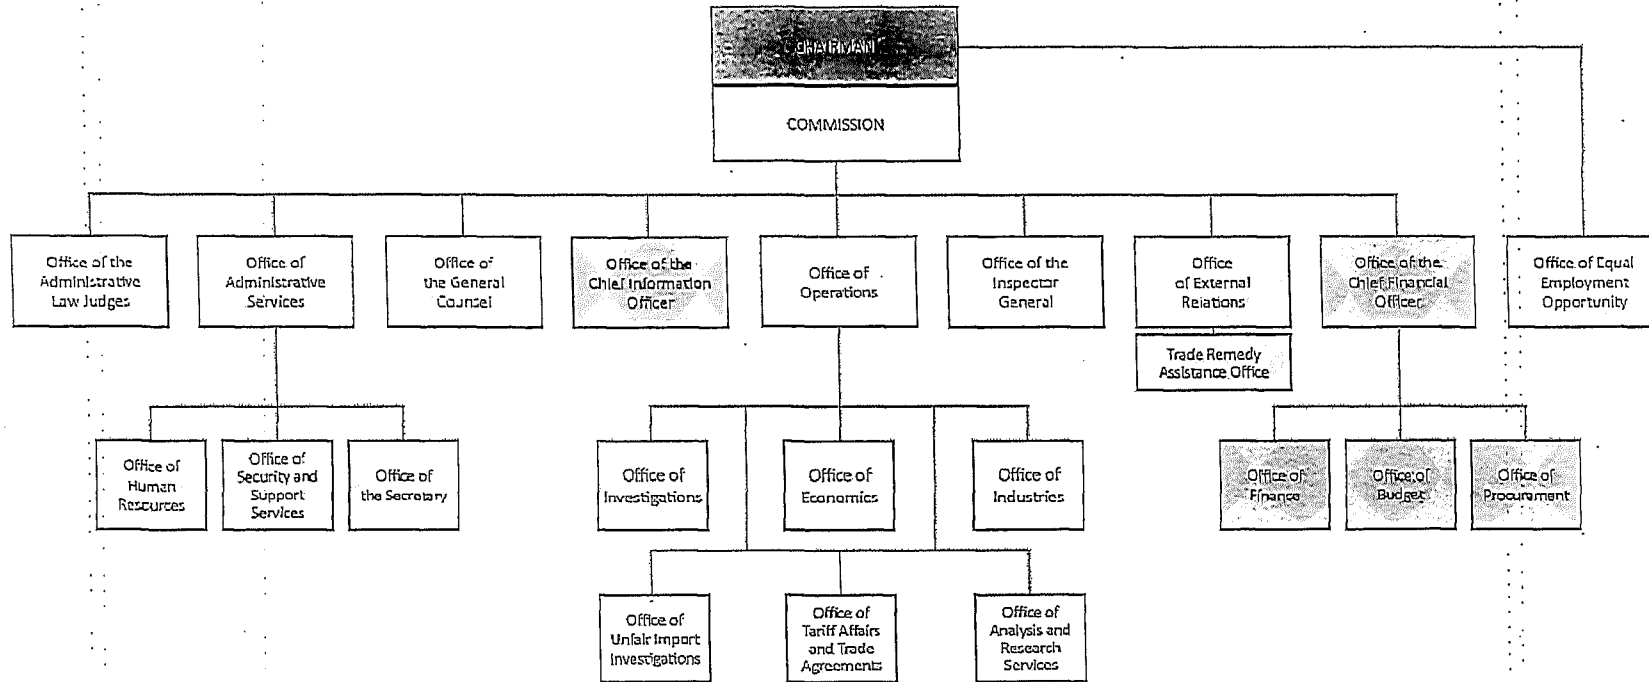 CHAIRMAN
COMMISSION
Office of the
Administrative
Law Judges
Office of
Administrative
Services
Office of
the General
Counsel
Office of the
Chief Information
Officer
Office of
Operations
Office of the
Inspector
General
Office
of External
Relations
Office of the
Chief Financial
Officer
Office of Equal
Employment
Opportunity
Trade Remedy
Assistance Office
Office of
Human
Resources
Office of
Security and
Support
Services
Office of
the Secretary
Office of
Investigations
Office of
Economics
Office of
Industries
Office of
Finance
Office of
Budget
Office of
Procurement
Office of
Unfair Import
Investigations
Office of
Tariff Affairs
and Trade
Agreements
Office of
Analysis and
Research
Services